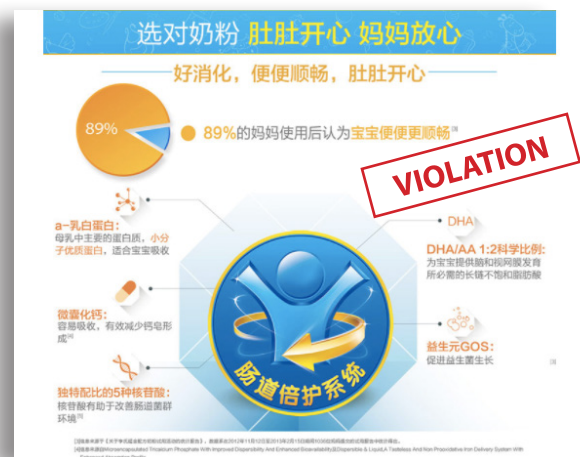 选对奶粉 肚肚开心 妈妈放心
好消化，便便顺畅，肚肚开心
89%
89%的妈妈使用后认为宝宝便便更顺畅
VIOLATION
a-乳白蛋白：
母乳中主要的蛋白质，小分
子优质蛋白，适合宝宝吸收
微囊化钙：
容易吸收，有效减少钙皂形
成
独特配比的5种核苷酸：
核苷酸有助于改善肠道菌群
环境
DHA
DHA/AA 1:2科学比例：
为宝宝提供脑和视网膜发育
所必需的长链不饱和脂肪酸
益生元GOS：
促进益生菌生长
肠道倍护系统